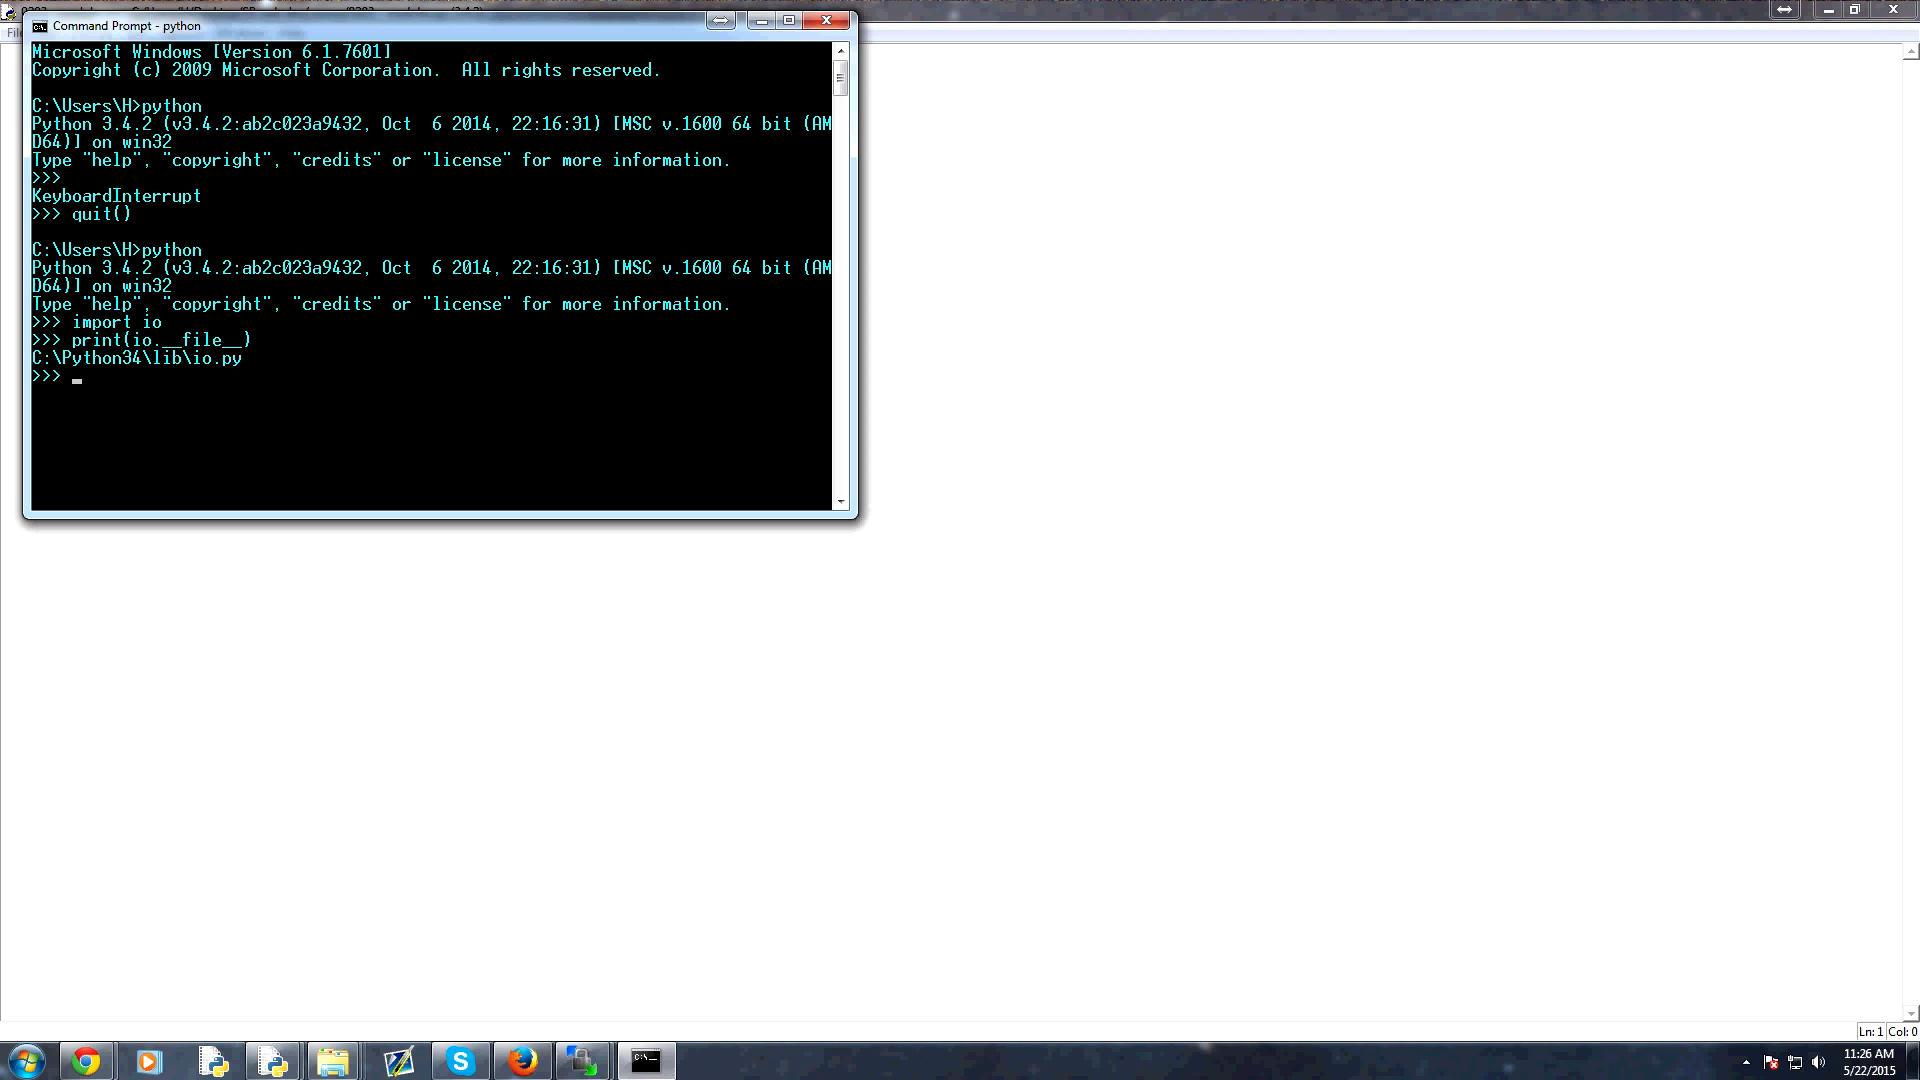 Command Prompt - python
Microsoft Windows [Version 6.1.7601]
Copyright (c) 2009 Microsoft Corporation.  All rights reserved.
C:\Users\H>python
Python 3.4.2 (v3.4.2:ab2c023a9432, Oct  6 2014, 22:16:31) [MSC v.1600 64 bit (AM
D64)] on win32
Type "help", "copyright", "credits" or "license" for more information.
>>>
KeyboardInterrupt
>>> quit()
C:\Users\H>python
Python 3.4.2 (v3.4.2:ab2c023a9432, Oct  6 2014, 22:16:31) [MSC v.1600 64 bit (AM
D64)] on win32
Type "help", "copyright", "credits" or "license" for more information.
>>> import io
>>> print(io.__file__)
C:\Python34\lib\io.py
>>> _
Ln: 1 Col: 0
11:26 AM
5/22/2015